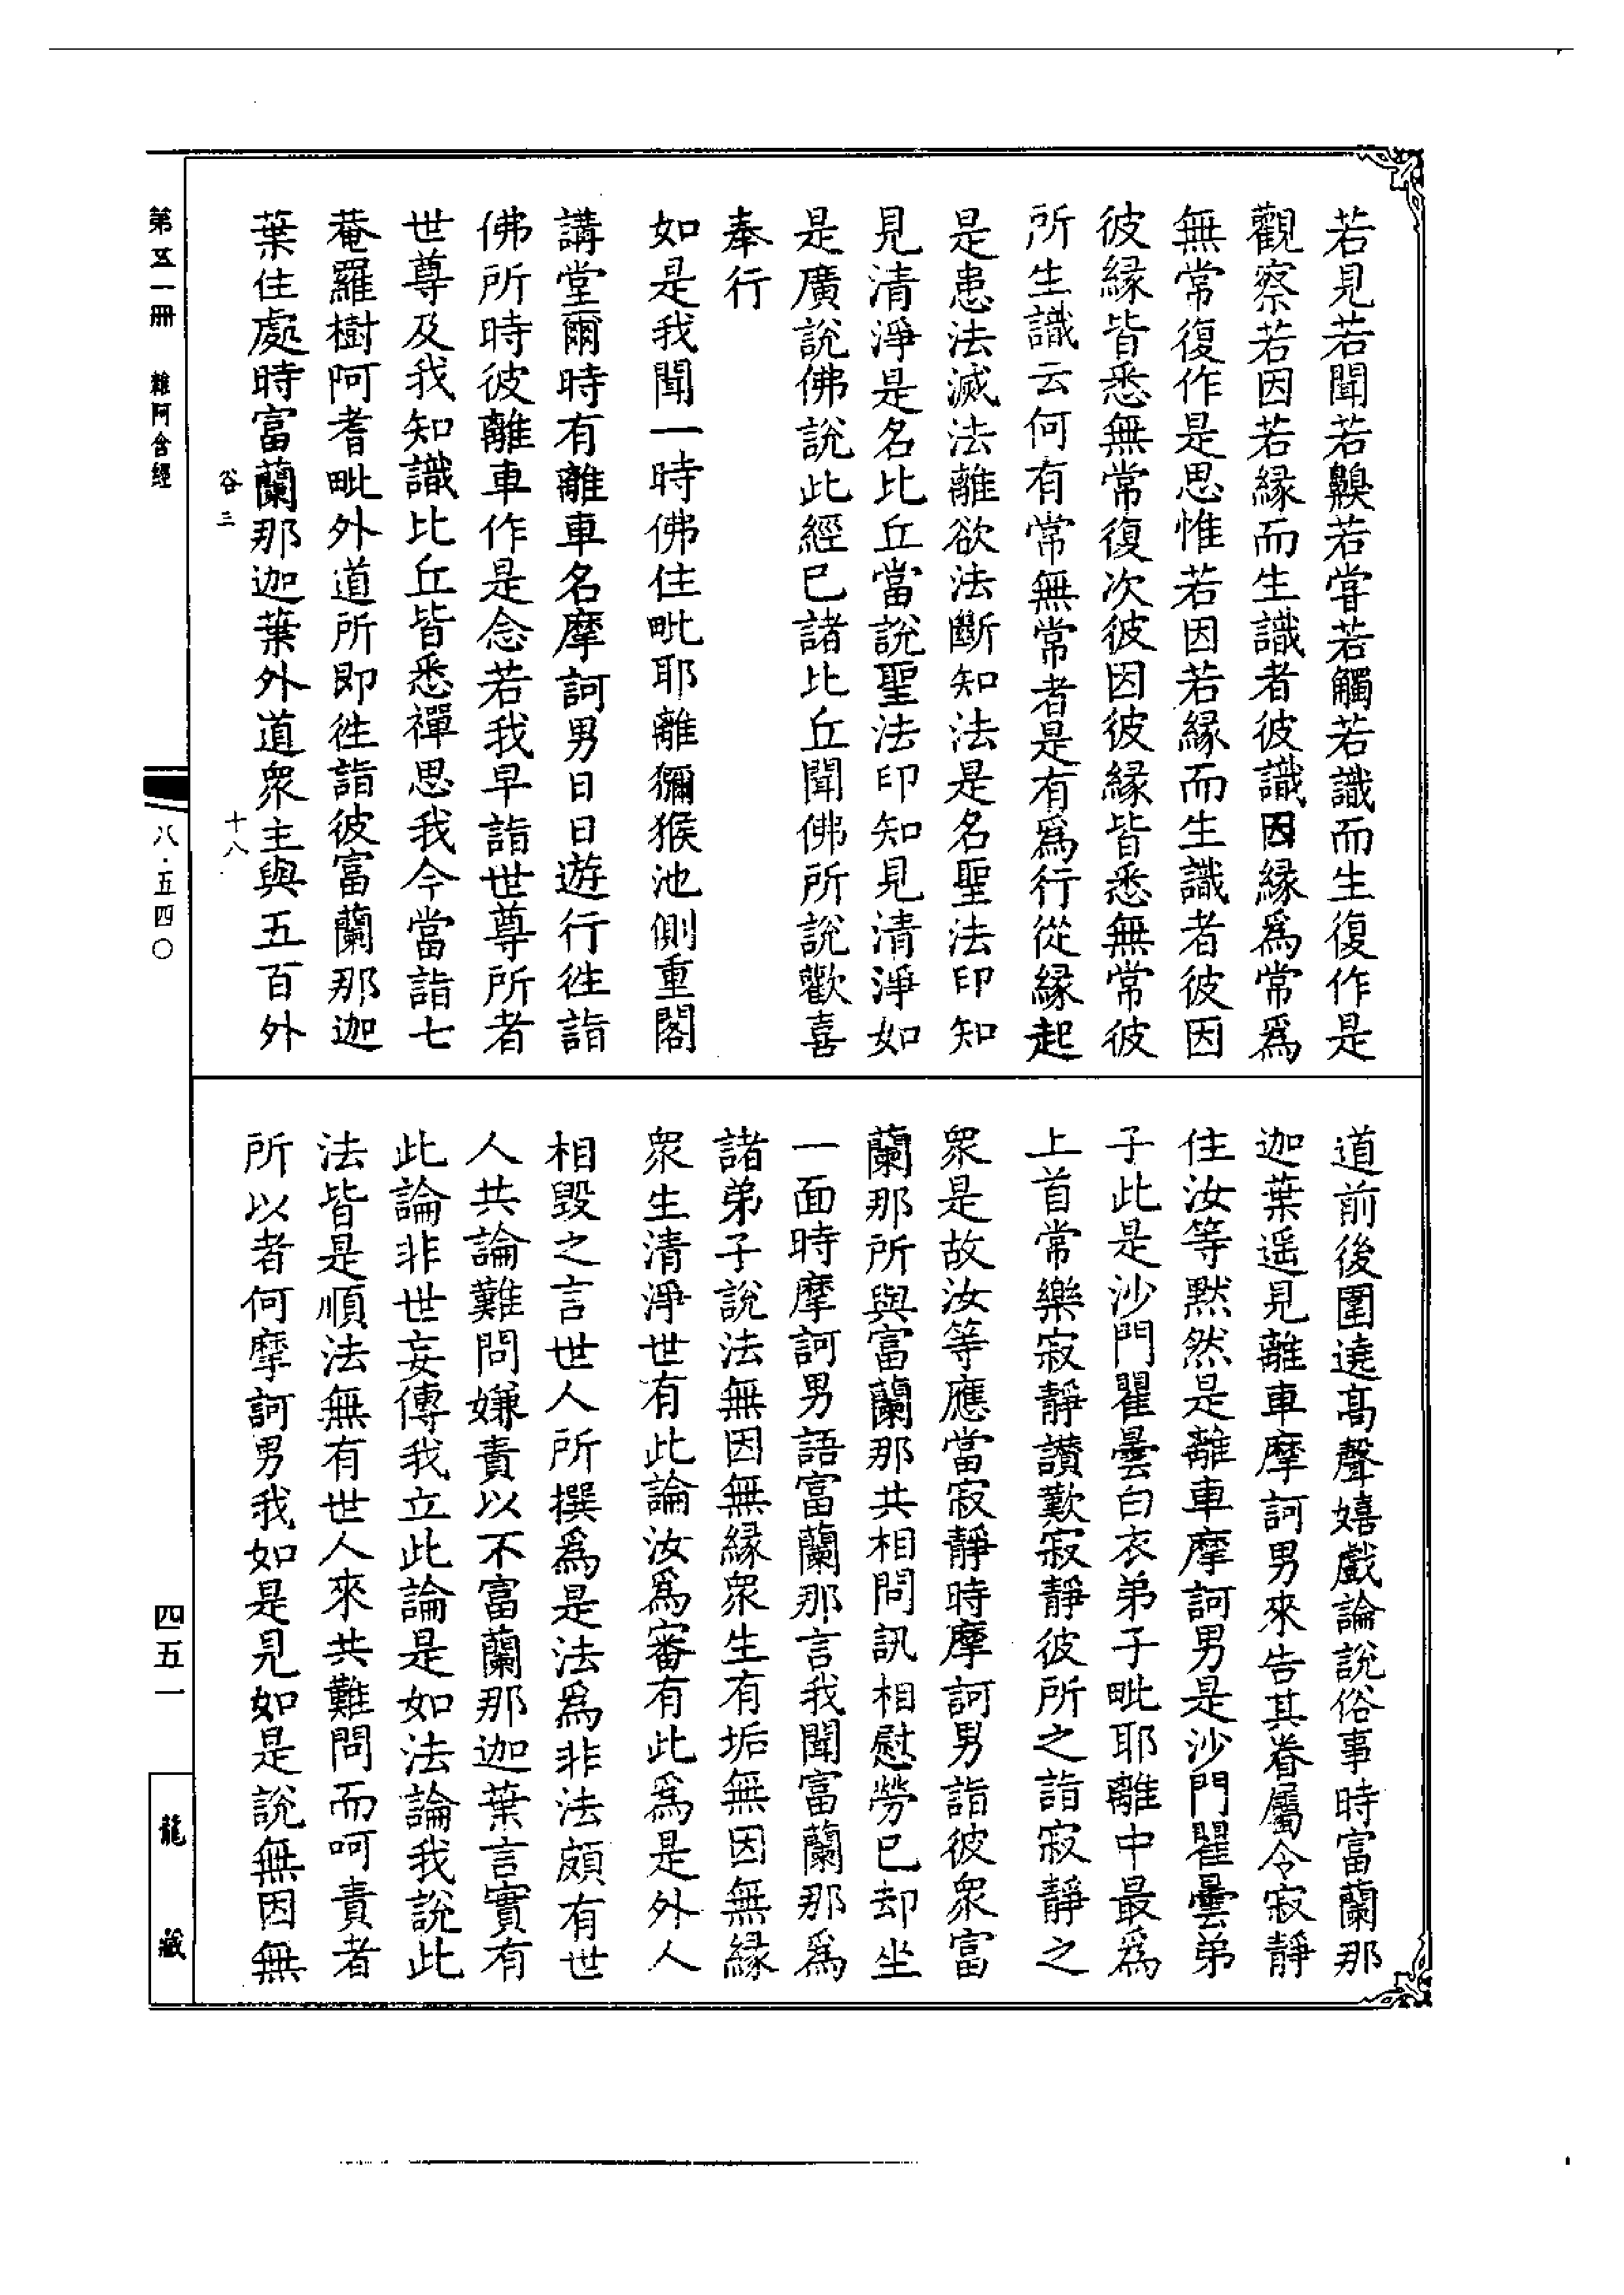 若見若聞若齅若甞若觸若識而生復作是
觀察若因若緣而生識者彼識因緣爲常爲
無常復作是思惟若因若緣而生識者彼因
彼緣皆悉無常復次彼因彼緣皆悉無常彼
所生識云何有常無常者是有爲行從緣起
是患法滅法離欲法斷知法是名聖法印知
見清淨是名比丘當說聖法印知見清淨如
是廣說佛說此經已諸比丘聞佛所說歡喜
奉行
如是我聞一時佛住毗耶離獼猴池側重閣
講堂爾時有離車名摩訶男日日遊行徃詣
佛所時彼離車作是念若我早詣世尊所者
世尊及我知識比丘皆悉禪思我今當詣七
菴羅樹阿耆毗外道所即徃詣彼富蘭那迦
葉住處時富蘭那迦葉外道衆主與五百外
谷三
十八
道前後圍遶高聲嬉戲論說俗事時富蘭那
迦葉遥見離車摩訶男來告其眷屬令寂靜
住汝等默然是離車摩訶男是沙門瞿曇弟
子此是沙門瞿曇白衣弟子毗耶離中最爲
上首常樂寂靜讃歎寂靜彼所之詣寂靜之
衆是故汝等應當寂靜時摩訶男詣彼衆富
蘭那所與富蘭那共相問訊相慰勞已却坐
一面時摩訶男語富蘭那言我聞富蘭那爲
諸弟子說法無因無緣衆生有垢無因無緣
衆生清淨世有此論汝爲審有此爲是外人
相毀之言世人所撰爲是法爲非法頗有世
人共論難問嫌責以不富蘭那迦葉言實有
此論非世妄傳我立此論是如法論我說此
法皆是順法無有世人來共難問而呵責者
所以者何摩訶男我如是見如是說無因無
第五一冊　雜阿含經
八·五四〇
四五一
龍藏